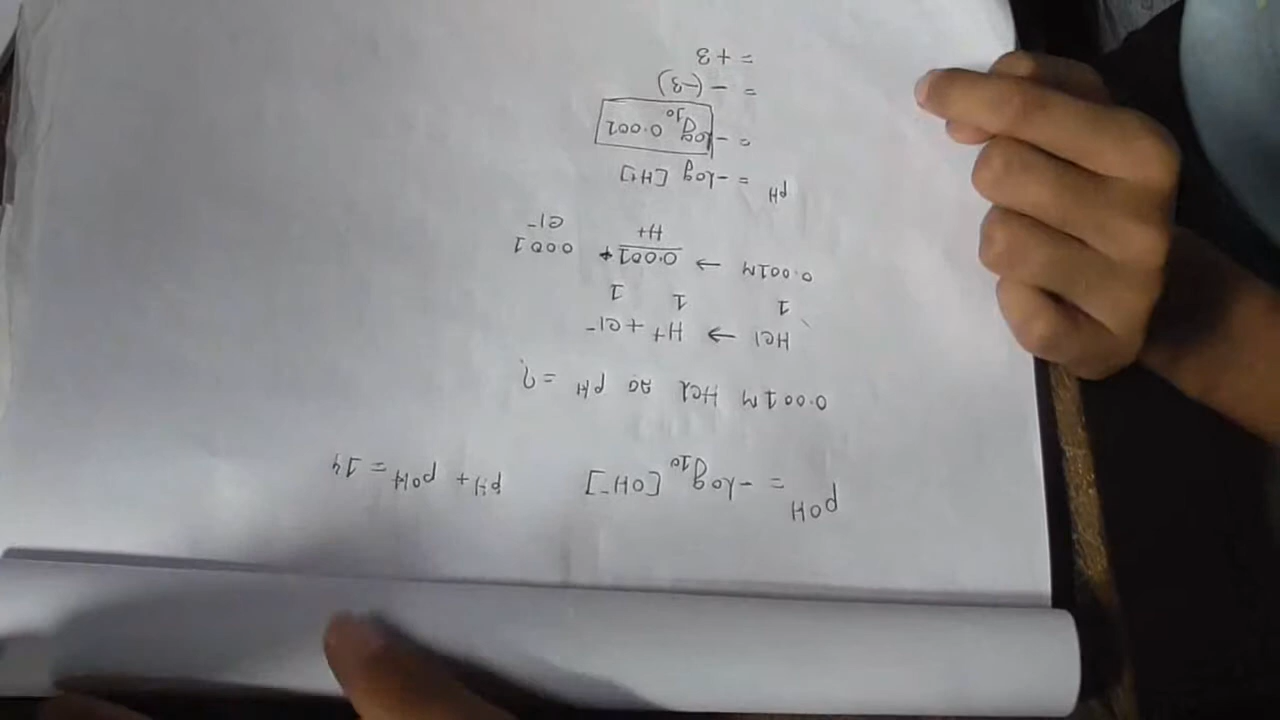 pOH = -log₁₀ [OH⁻] pH + pOH = 14
0.001M HCl এর pH = ?
HCl → H⁺ + Cl⁻
1 1 1
0.001M → 0.001 + 0.001
H⁺ Cl⁻
pH = -log [H⁺]
= -log₁₀ 0.001
= -(-3)
= +3